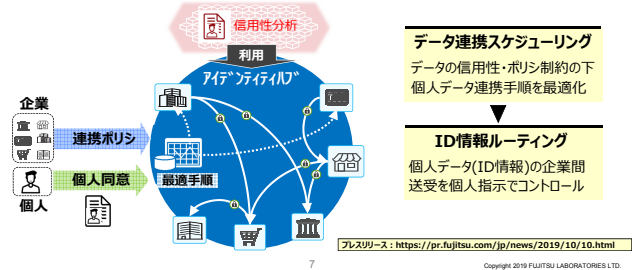 信用性分析
利用
アイデンティティハブ
企業
連携ポリシ
個人同意
個人
最適手順
データ連携スケジューリング
データの信用性・ポリシ制約の下
個人データ連携手順を最適化
ID情報ルーティング
個人データ(ID情報)の企業間
送受を個人指示でコントロール
プレスリリース：https://pr.fujitsu.com/jp/news/2019/10/10.html
7
Copyright 2019 FUJITSU LABORATORIES LTD.